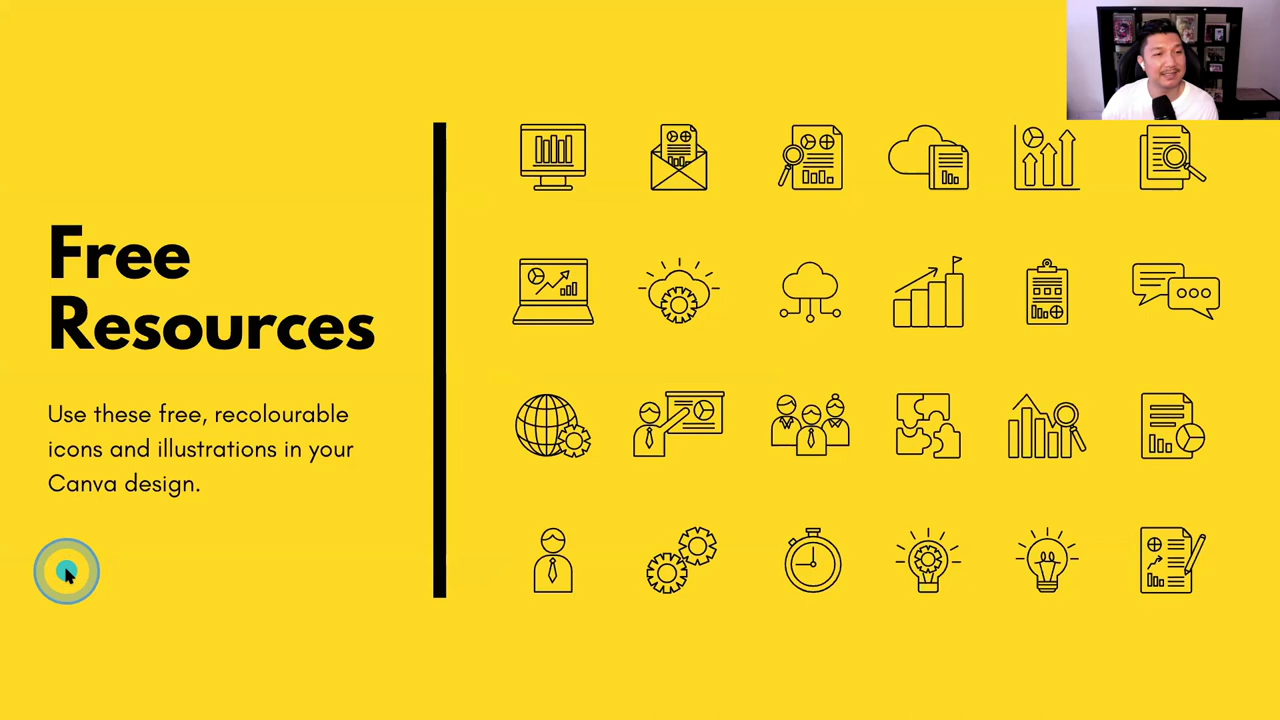 Free
Resources
Use these free, recolourable
icons and illustrations in your
Canva design.